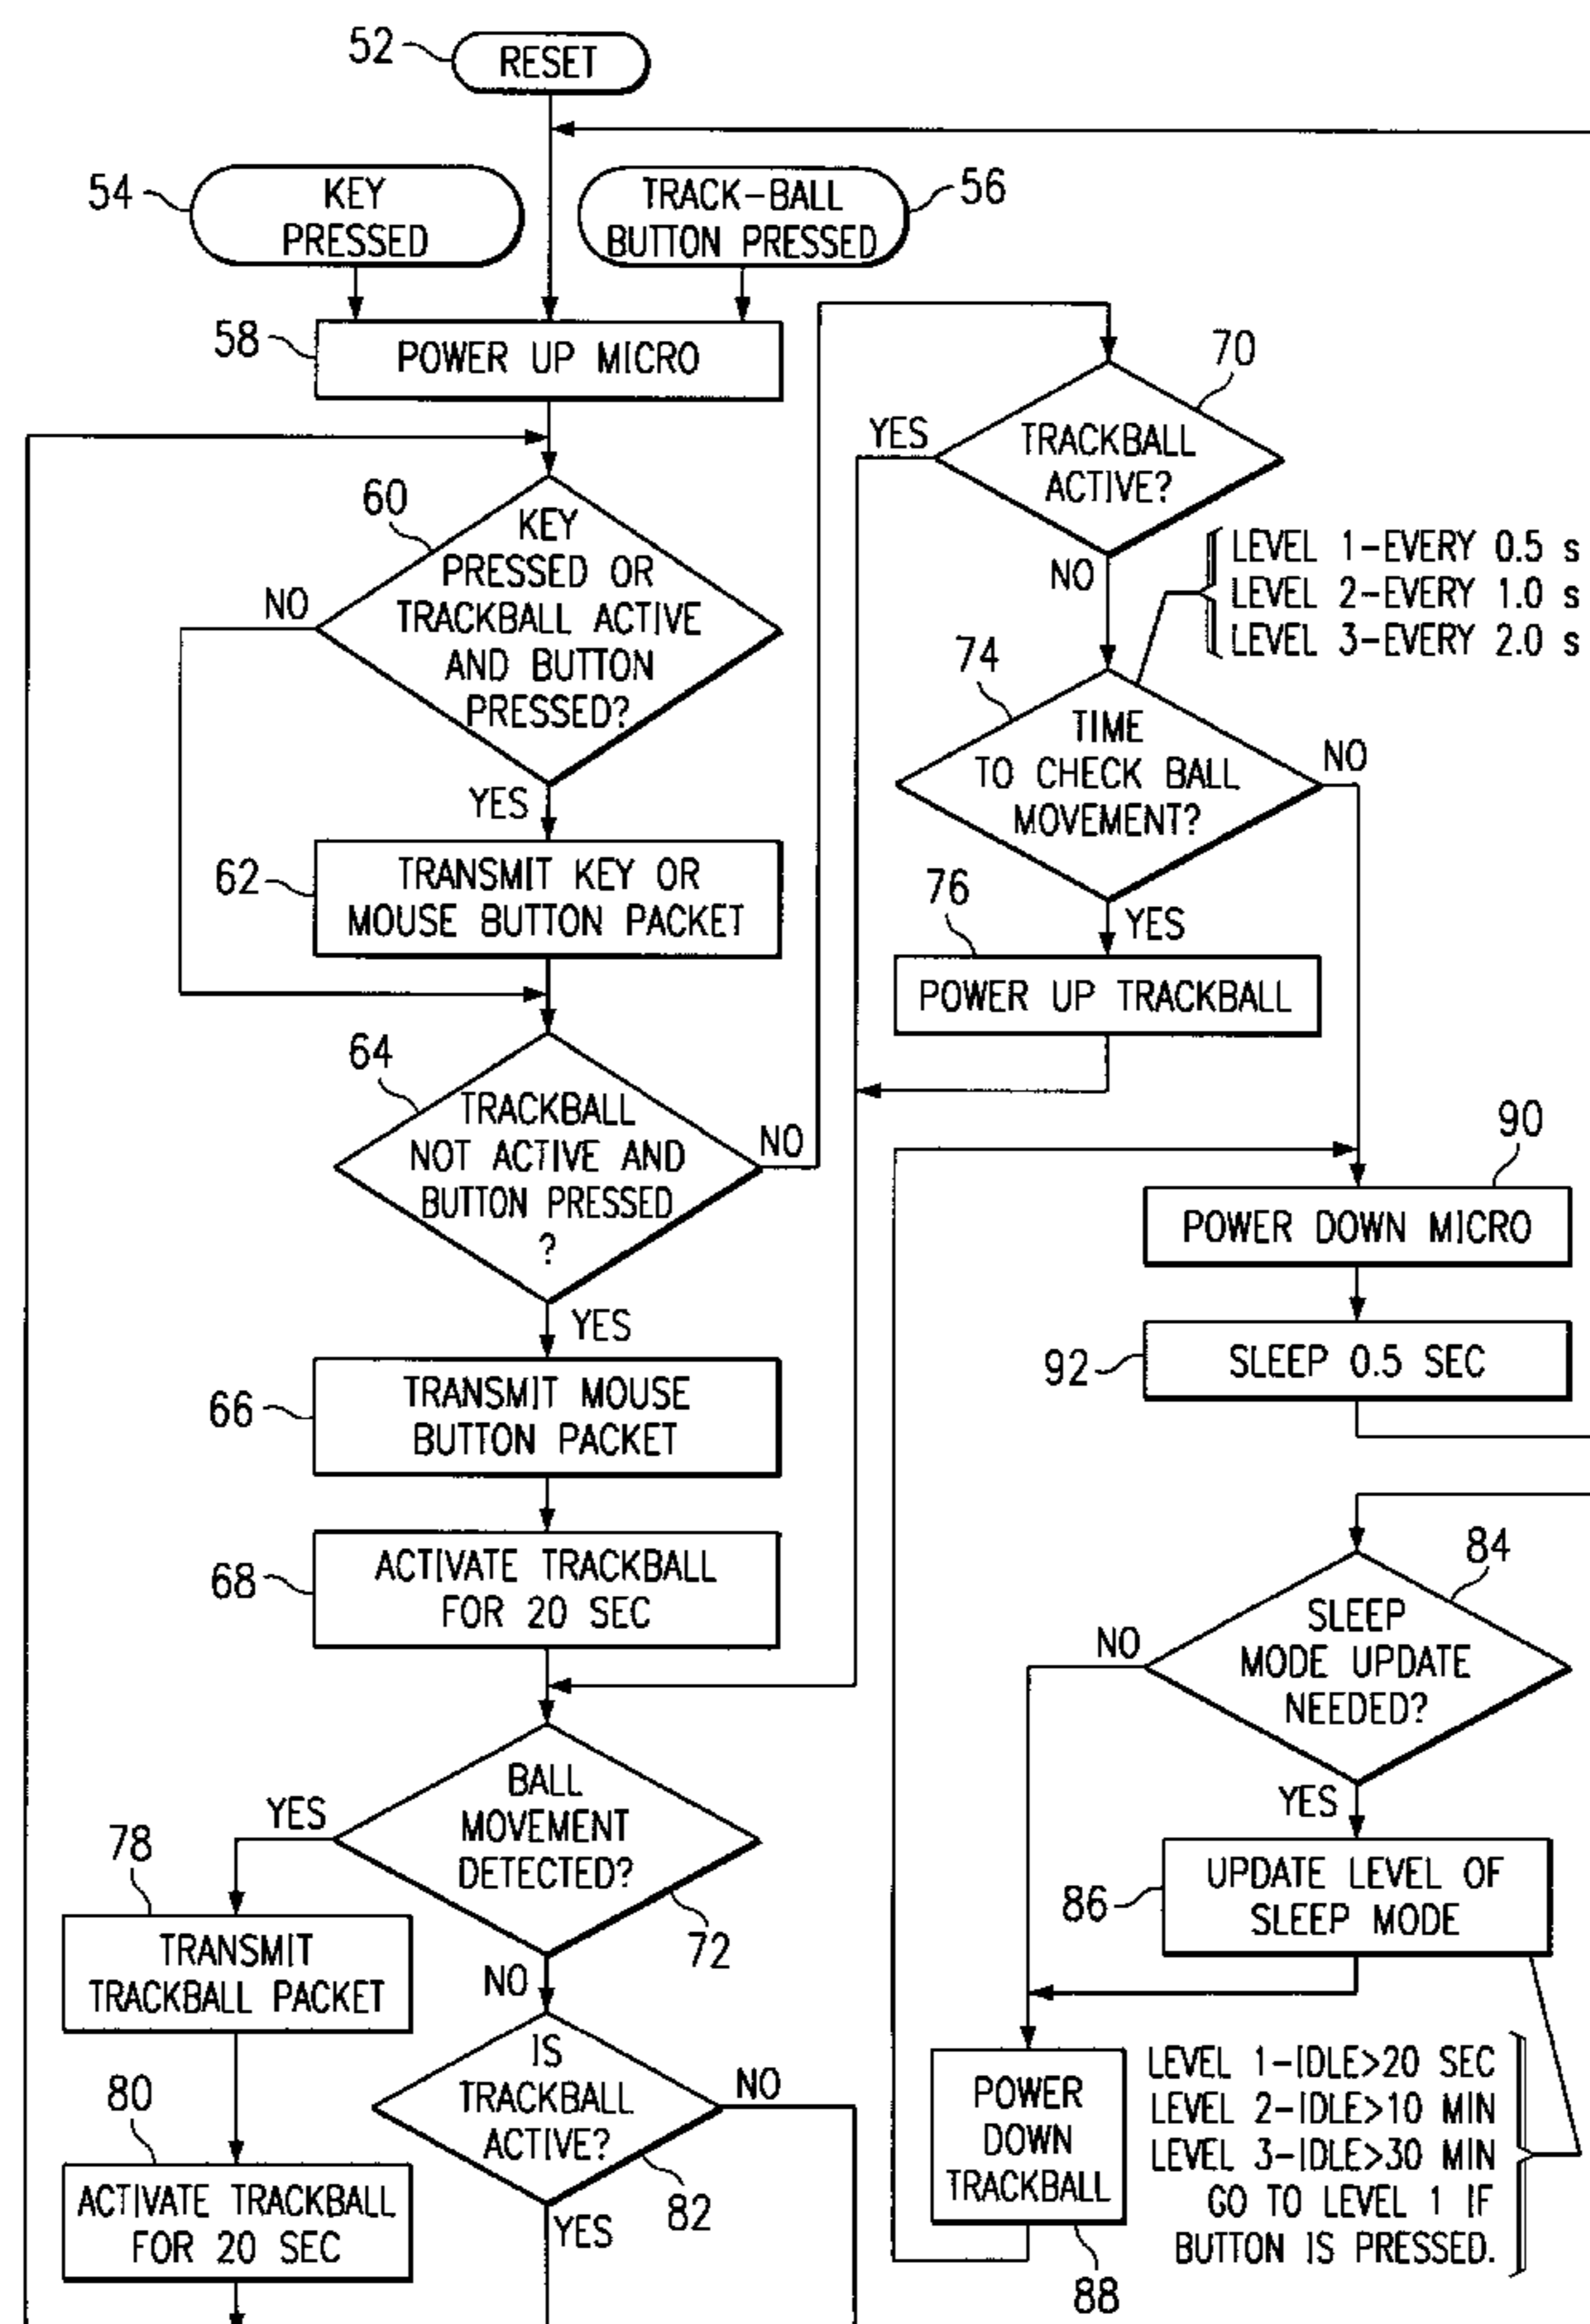 52
RESET
54
KEY
PRESSED
TRACK-BALL
BUTTON PRESSED
56
58
POWER UP MICRO
60
KEY
PRESSED OR
TRACKBALL ACTIVE
AND BUTTON
PRESSED?
NO
YES
62
TRANSMIT KEY OR
MOUSE BUTTON PACKET
64
TRACKBALL
NOT ACTIVE AND
BUTTON PRESSED
?
NO
YES
66
TRANSMIT MOUSE
BUTTON PACKET
68
ACTIVATE TRACKBALL
FOR 20 SEC
BALL
MOVEMENT
DETECTED?
72
YES
NO
78
TRANSMIT
TRACKBALL PACKET
80
ACTIVATE TRACKBALL
FOR 20 SEC
IS
TRACKBALL
ACTIVE?
82
NO
YES
70
TRACKBALL
ACTIVE?
YES
NO
LEVEL 1-EVERY 0.5 s
LEVEL 2-EVERY 1.0 s
LEVEL 3-EVERY 2.0 s
74
TIME
TO CHECK BALL
MOVEMENT?
NO
YES
76
POWER UP TRACKBALL
90
POWER DOWN MICRO
92
SLEEP 0.5 SEC
84
SLEEP
MODE UPDATE
NEEDED?
NO
YES
86
UPDATE LEVEL OF
SLEEP MODE
POWER
DOWN
TRACKBALL
88
LEVEL 1-IDLE>20 SEC
LEVEL 2-IDLE>10 MIN
LEVEL 3-IDLE>30 MIN
GO TO LEVEL 1 IF
BUTTON IS PRESSED.